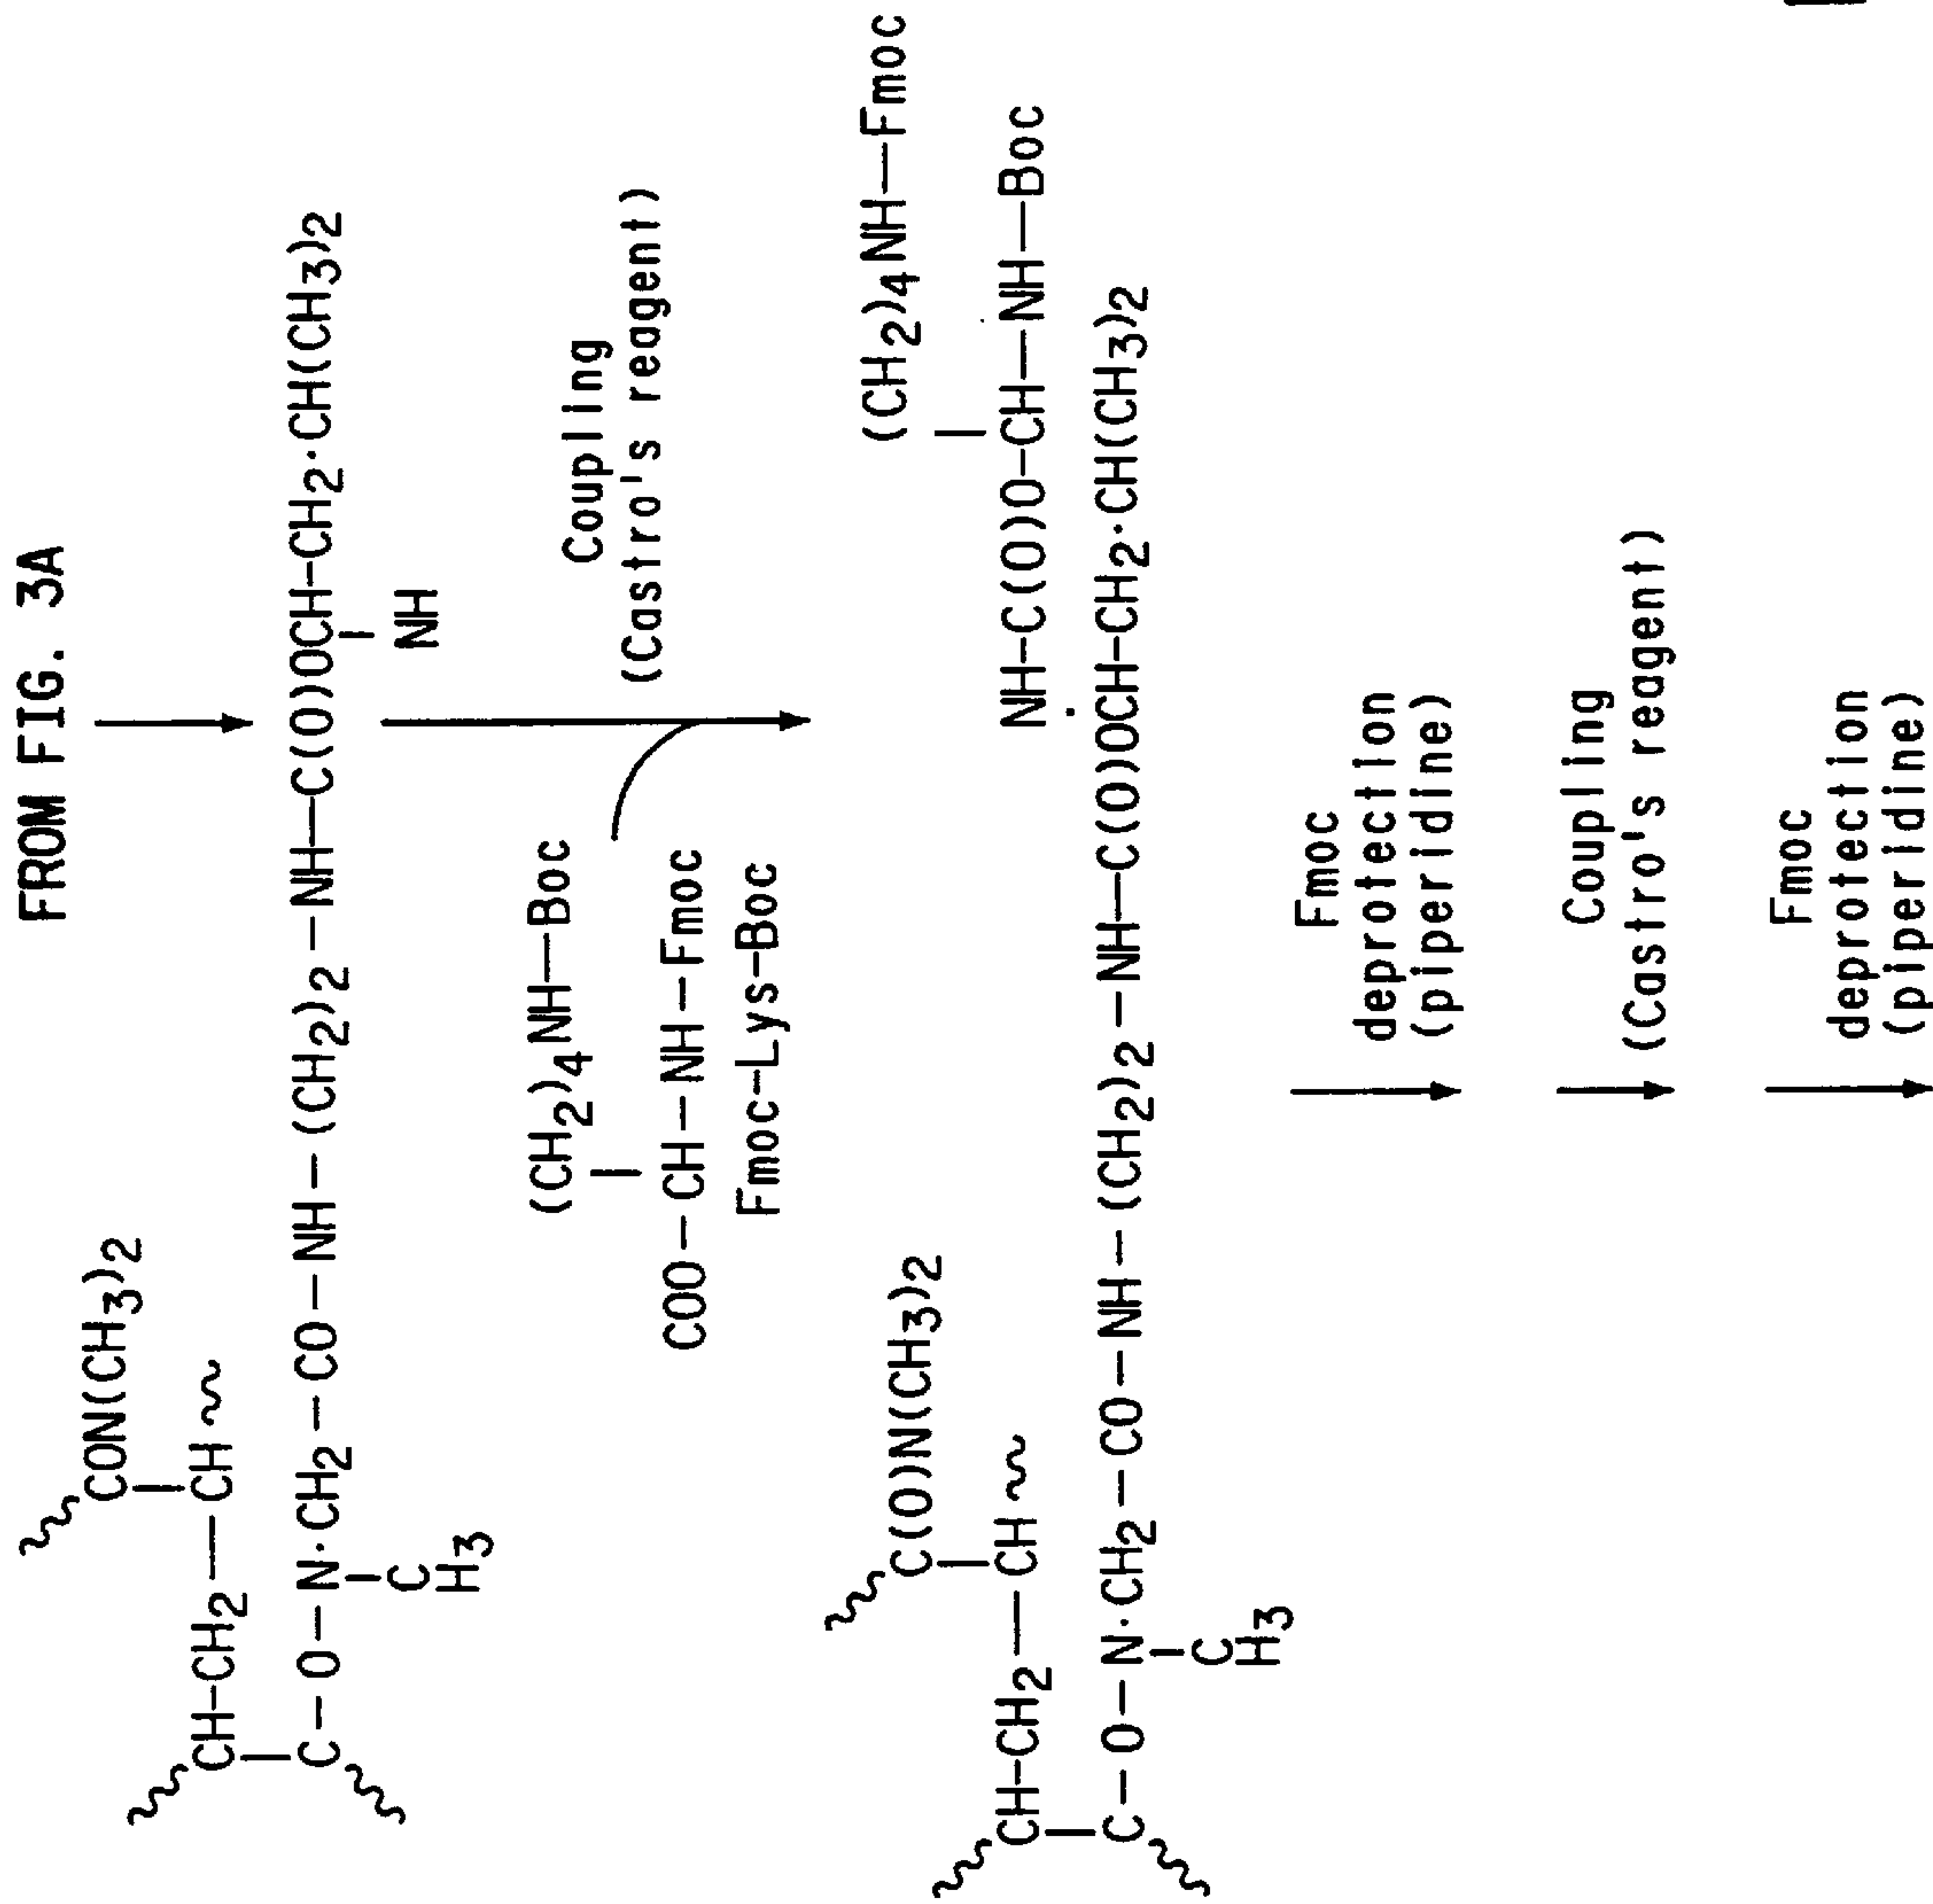 FROM FIG. 3A
CON(CH3)2
CH-CH2—CH
C-O-N·CH2-CO-NH-(CH2)2-NH-C(O)OCH-CH2·CH(CH3)2
CH3
NH
(CH2)4NH-Boc
COO-CH-NH-Fmoc
Fmoc-Lys-Boc
Coupling
(Castro's reagent)
(CH2)4NH-Fmoc
NH-C(O)O-CH-NH-Boc
C(O)N(CH3)2
CH-CH2—CH
C-O-N·CH2-CO-NH-(CH2)2-NH-C(O)OCH-CH2·CH(CH3)2
CH3
Fmoc
deprotection
(piperidine)
Coupling
(Castro's reagent)
Fmoc
deprotection
(piperidine)